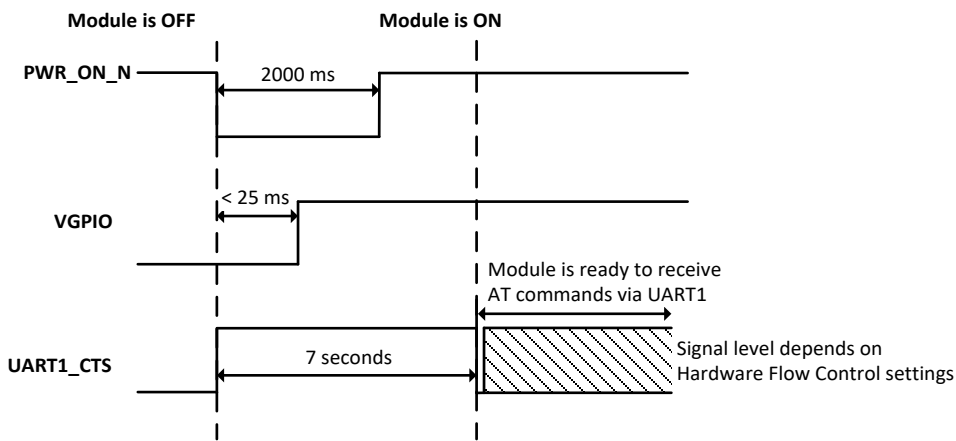 Module is OFF
Module is ON
PWR_ON_N
2000 ms
< 25 ms
VGPIO
Module is ready to receive
AT commands via UART1
UART1_CTS
7 seconds
Signal level depends on
Hardware Flow Control settings